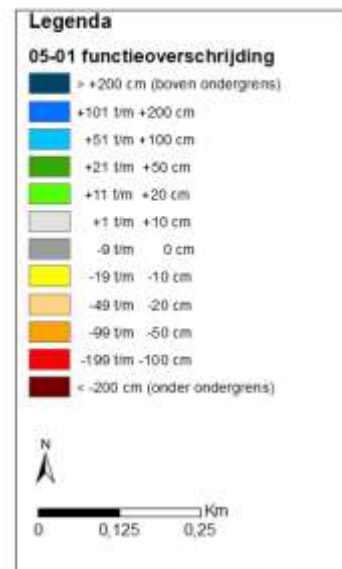 Legenda
05-01 functieoverschrijding
> +200 cm (boven ondergrens)
+101 t/m +200 cm
+51 t/m +100 cm
+21 t/m +50 cm
+11 t/m +20 cm
+1 t/m +10 cm
-9 t/m 0 cm
-19 t/m -10 cm
-49 t/m -20 cm
-99 t/m -50 cm
-199 t/m -100 cm
< -200 cm (onder ondergrens)
N
Km
0 0,125 0,25